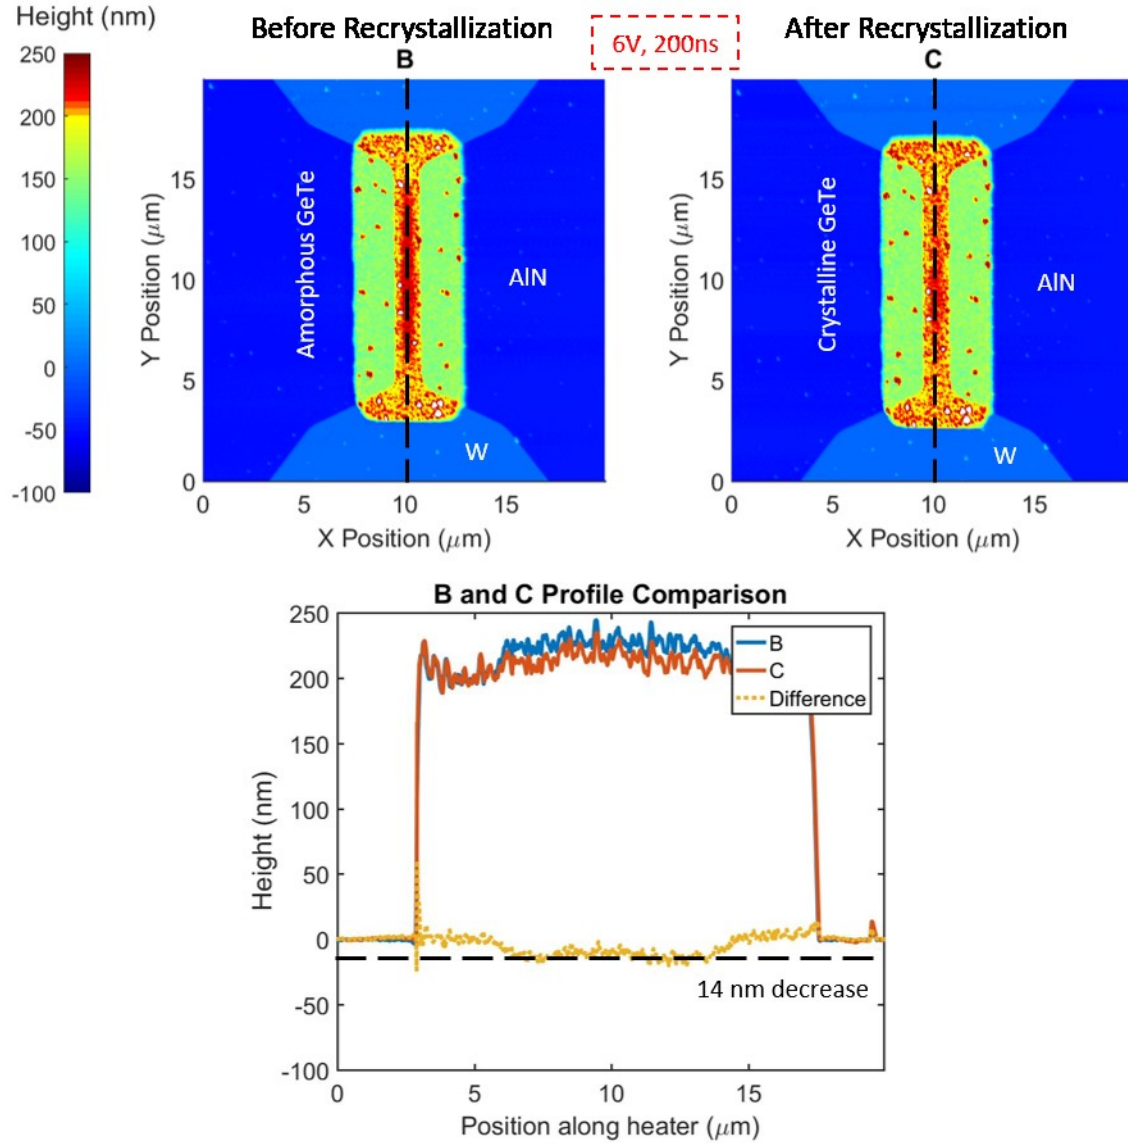 Height (nm)
Before Recrystallization
6V, 200ns
After Recrystallization
B
C
250
200
150
100
50
0
-50
-100
Y Position (μm)
15
10
5
0
Amorphous GeTe
AlN
W
0
5
10
15
X Position (μm)
Y Position (μm)
15
10
5
0
Crystalline GeTe
AlN
W
0
5
10
15
X Position (μm)
B and C Profile Comparison
Height (nm)
250
200
150
100
50
0
-50
-100
B
C
Difference
14 nm decrease
0
5
10
15
Position along heater (μm)